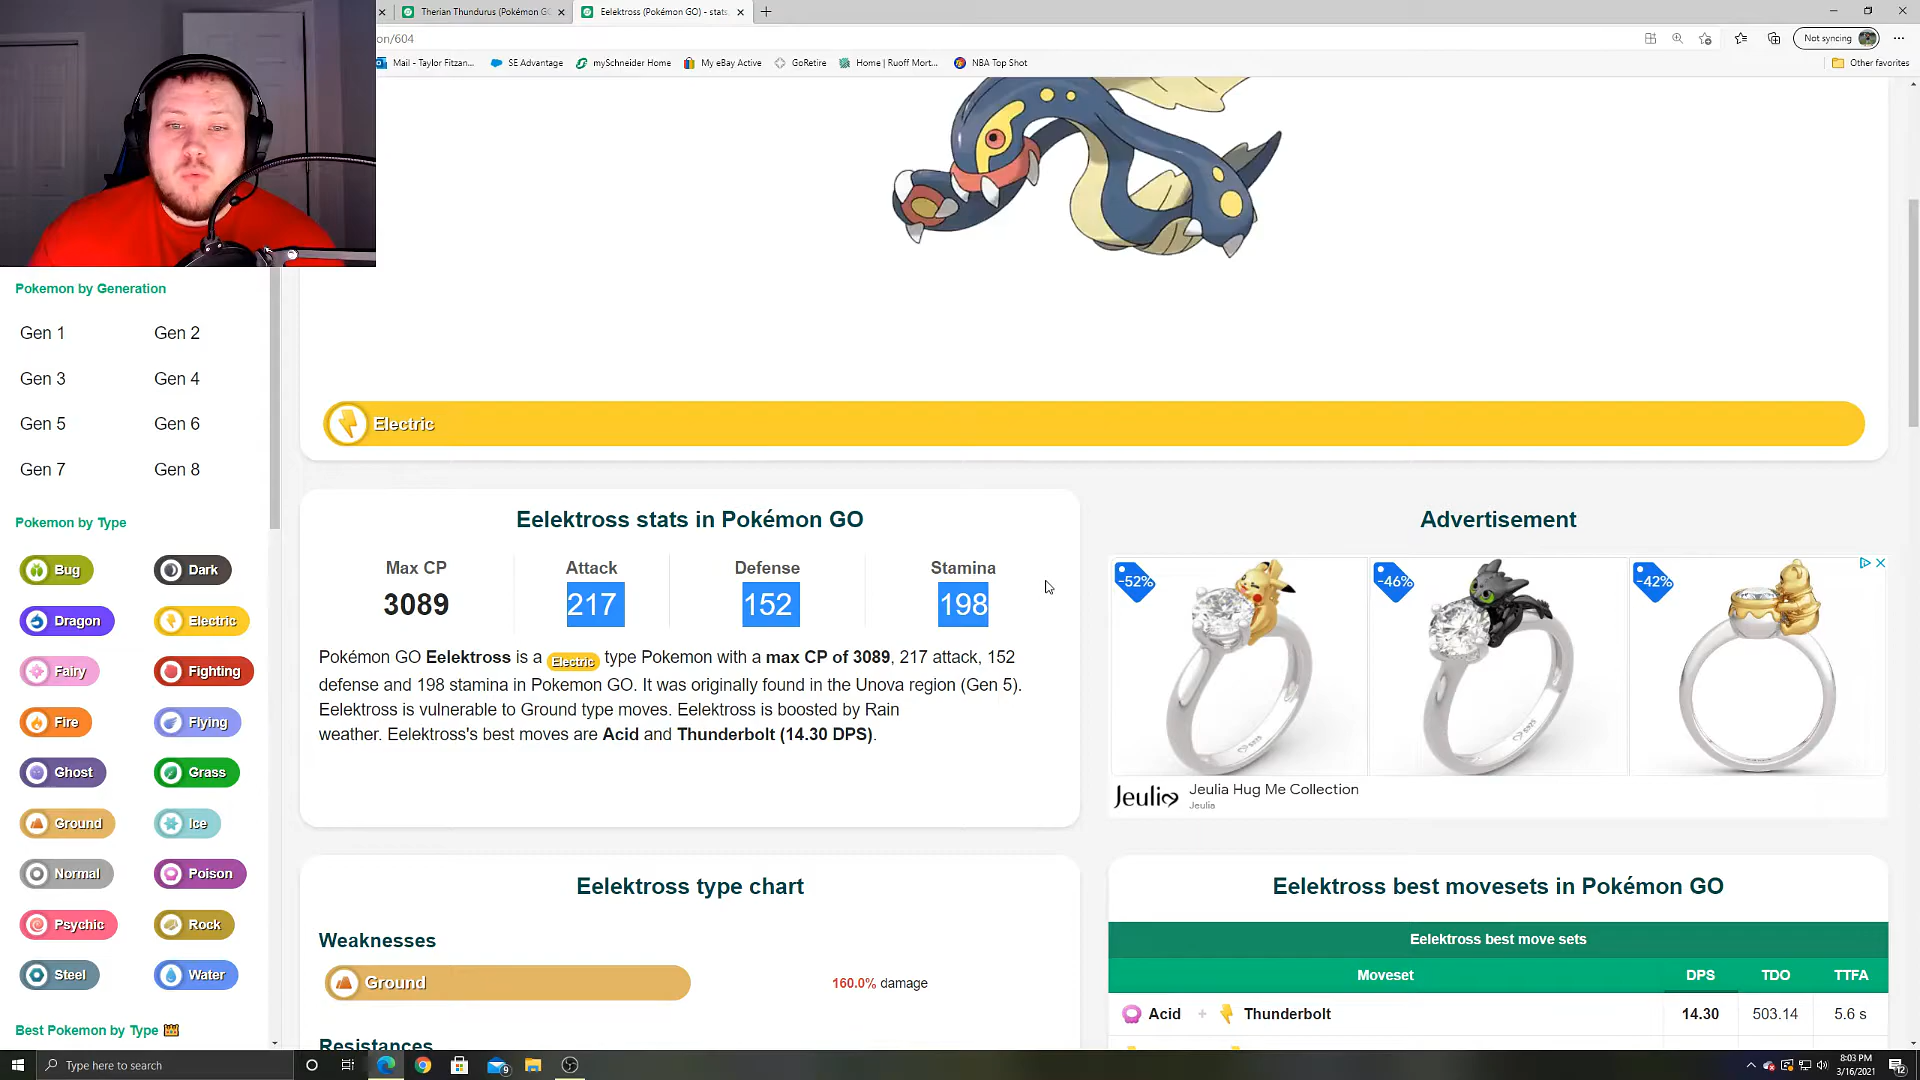 Therian Thundurus (Pokémon GO
Eelektross (Pokémon GO) - stats
on/604
Not syncing
Mail - Taylor Fitzan...
SE Advantage
mySchneider Home
My eBay Active
GoRetire
Home | Ruoff Mort...
NBA Top Shot
Other favorites
Electric
Pokemon by Generation
Gen 1
Gen 2
Gen 3
Gen 4
Gen 5
Gen 6
Gen 7
Gen 8
Pokemon by Type
Bug
Dark
Dragon
Electric
Fairy
Fighting
Fire
Flying
Ghost
Grass
Ground
Ice
Normal
Poison
Psychic
Rock
Steel
Water
Best Pokemon by Type
Eelektross stats in Pokémon GO
Max CP
Attack
Defense
Stamina
3089
217
152
198
Pokémon GO Eelektross is a Electric type Pokemon with a max CP of 3089, 217 attack, 152
defense and 198 stamina in Pokemon GO. It was originally found in the Unova region (Gen 5).
Eelektross is vulnerable to Ground type moves. Eelektross is boosted by Rain
weather. Eelektross's best moves are Acid and Thunderbolt (14.30 DPS).
Advertisement
-52%
-46%
-42%
Jeulia
Jeulia Hug Me Collection
Jeulia
Eelektross type chart
Weaknesses
Ground
160.0% damage
Resistances
Eelektross best movesets in Pokémon GO
Eelektross best move sets
Moveset
DPS
TDO
TTFA
Acid + Thunderbolt
14.30
503.14
5.6 s
Type here to search
9
8:03 PM
3/16/2021
12